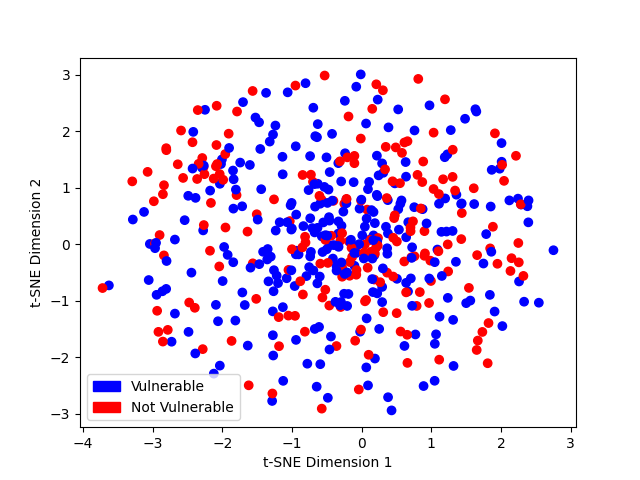 3
2
1
0
−1
−2
−3
t-SNE Dimension 2
Vulnerable
Not Vulnerable
−4 −3 −2 −1 0 1 2 3
t-SNE Dimension 1